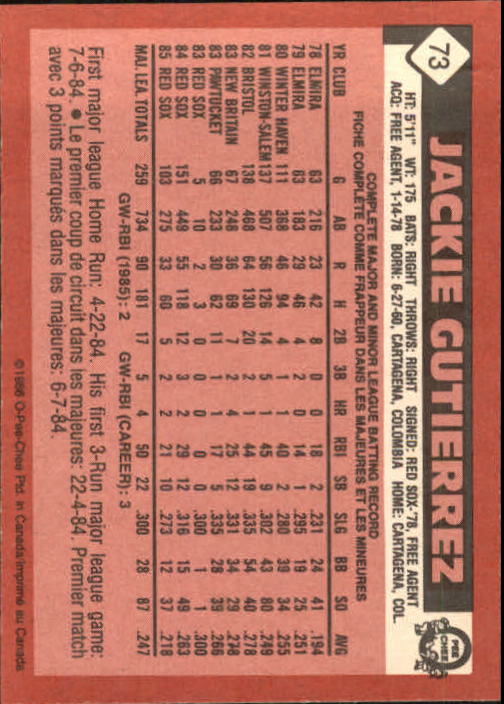 73
JACKIE GUTIERREZ
O-PEE-CHEE
HT: 5'11" WT: 175 BATS: RIGHT THROWS: RIGHT SIGNED: RED SOX-'78, FREE AGENT
ACQ: FREE AGENT, 1-14-78 BORN: 6-27-60, CARTAGENA, COLOMBIA HOME: CARTAGENA, COL.
COMPLETE MAJOR AND MINOR LEAGUE BATTING RECORD
FICHE COMPLÈTE COMME FRAPPEUR DANS LES MAJEURES ET LES MINEURES
YR CLUB G AB R H 2B 3B HR RBI SB SLG BB SO AVG
78 ELMIRA 63 216 23 42 8 0 0 18 2 .231 24 41 .194
79 ELMIRA 63 183 29 46 4 2 0 14 1 .295 19 25 .251
80 WINTER HAVEN 111 368 46 94 4 1 1 40 2 .280 39 34 .255
81 WINSTON-SALEM 137 507 56 126 14 5 1 45 9 .302 43 80 .249
82 BRISTOL 138 468 64 130 20 2 1 44 19 .335 54 40 .278
83 NEW BRITAIN 67 248 36 69 7 2 4 25 12 .331 34 29 .278
83 PAWTUCKET 66 233 30 62 11 1 1 17 5 .335 28 39 .266
83 RED SOX 5 10 2 3 0 0 0 0 0 .300 1 1 .300
84 RED SOX 151 449 55 118 12 3 2 29 12 .316 15 49 .263
85 RED SOX 103 275 33 60 5 2 2 21 10 .273 12 37 .218
MAJ. LEA. TOTALS 259 734 90 181 17 5 4 50 22 .300 28 87 .247
GW-RBI (1985): 2 GW-RBI (CAREER): 3
First major league Home Run: 4-22-84. His first 3-Run major league game:
7-6-84. ● Le premier coup de circuit dans les majeures: 22-4-84. Premier match
avec 3 points marqués dans les majeures: 6-7-84.
©1986 O-Pee-Chee Ptd. in Canada/imprimé au Canada